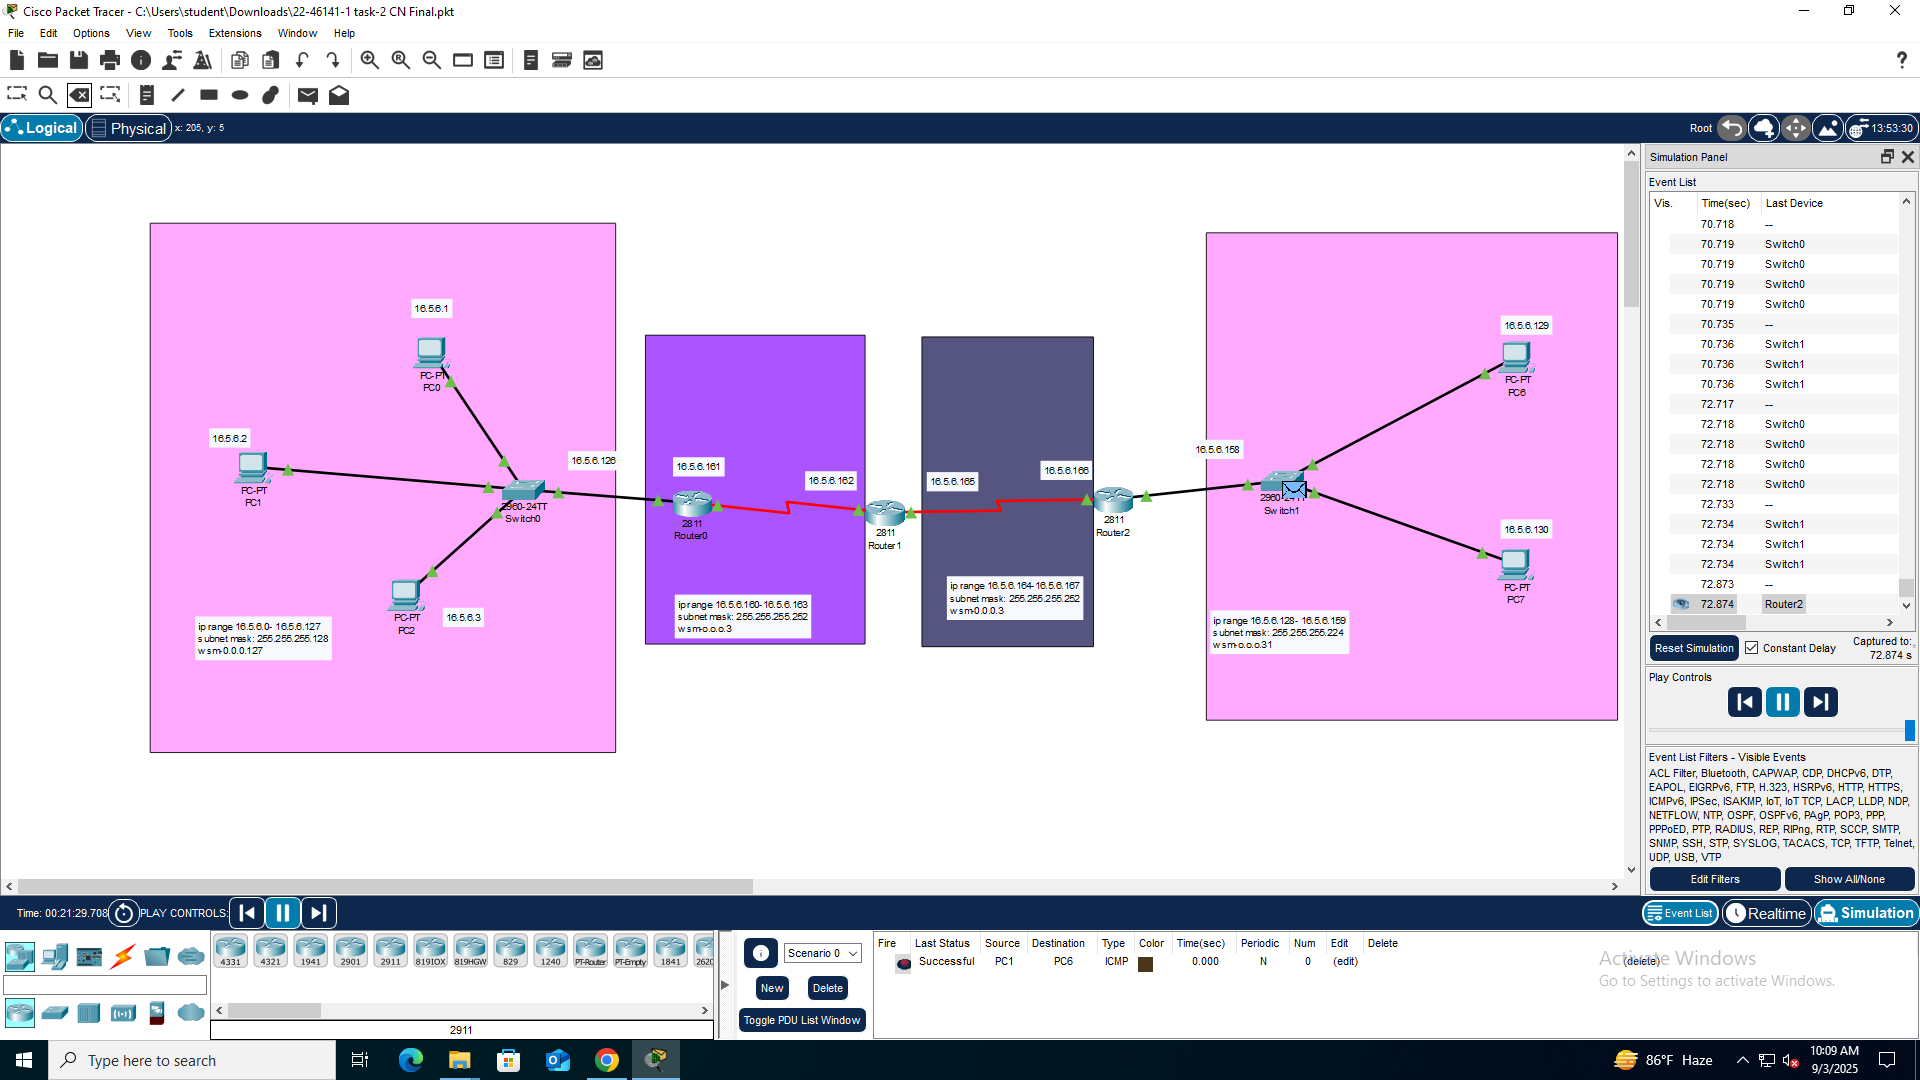 Cisco Packet Tracer - C:\Users\student\Downloads\22-46141-1 task-2 CN Final.pkt
File Edit Options View Tools Extensions Window Help
?
Logical Physical x: 205, y: 5 Root 13:53:30
Simulation Panel
Event List
Vis. Time(sec) Last Device
70.718 --
70.719 Switch0
70.719 Switch0
70.719 Switch0
70.719 Switch0
70.735 --
70.736 Switch1
70.736 Switch1
70.736 Switch1
72.717 --
72.718 Switch0
72.718 Switch0
72.718 Switch0
72.718 Switch0
72.733 --
72.734 Switch1
72.734 Switch1
72.734 Switch1
72.873 --
72.874 Router2
Reset Simulation Constant Delay Captured to:
72.874 s
Play Controls
Event List Filters - Visible Events
ACL Filter, Bluetooth, CAPWAP, CDP, DHCPv6, DTP,
EAPOL, EIGRPv6, FTP, H.323, HSRPv6, HTTP, HTTPS,
ICMPv6, IPSec, ISAKMP, IoT, IoT TCP, LACP, LLDP, NDP,
NETFLOW, NTP, OSPF, OSPFv6, PAgP, POP3, PPP,
PPPoED, PTP, RADIUS, REP, RIPng, RTP, SCCP, SMTP,
SNMP, SSH, STP, SYSLOG, TACACS, TCP, TFTP, Telnet,
UDP, USB, VTP
Edit Filters Show All/None
16.5.6.1
PC-PT
PC0
16.5.6.2
PC-PT
PC1
16.5.6.126
2960-24TT
Switch0
PC-PT
PC2
16.5.6.3
ip range 16.5.6.0- 16.5.6.127
subnet mask: 255.255.255.128
wsm-0.0.0.127
16.5.6.161
2811
Router0
16.5.6.162
2811
Router1
ip range 16.5.6.160- 16.5.6.163
subnet mask: 255.255.255.252
wsm-o.o.o.3
16.5.6.165
16.5.6.166
2811
Router2
ip range 16.5.6.164- 16.5.6.167
subnet mask: 255.255.255.252
wsm-0.0.0.3
16.5.6.158
2960-24TT
Switch1
16.5.6.129
PC-PT
PC6
16.5.6.130
PC-PT
PC7
ip range 16.5.6.128- 16.5.6.159
subnet mask: 255.255.255.224
wsm-o.o.o.31
Time: 00:21:29.708 PLAY CONTROLS: Event List Realtime Simulation
4331 4321 1941 2901 2911 819IOX 819HGW 829 1240 PT-Router PT-Empty 1841 2620
2911
Scenario 0
New Delete
Toggle PDU List Window
Fire Last Status Source Destination Type Color Time(sec) Periodic Num Edit Delete
Successful PC1 PC6 ICMP 0.000 N 0 (edit) (delete)
Activate Windows
Go to Settings to activate Windows.
Type here to search
86°F Haze
10:09 AM
9/3/2025